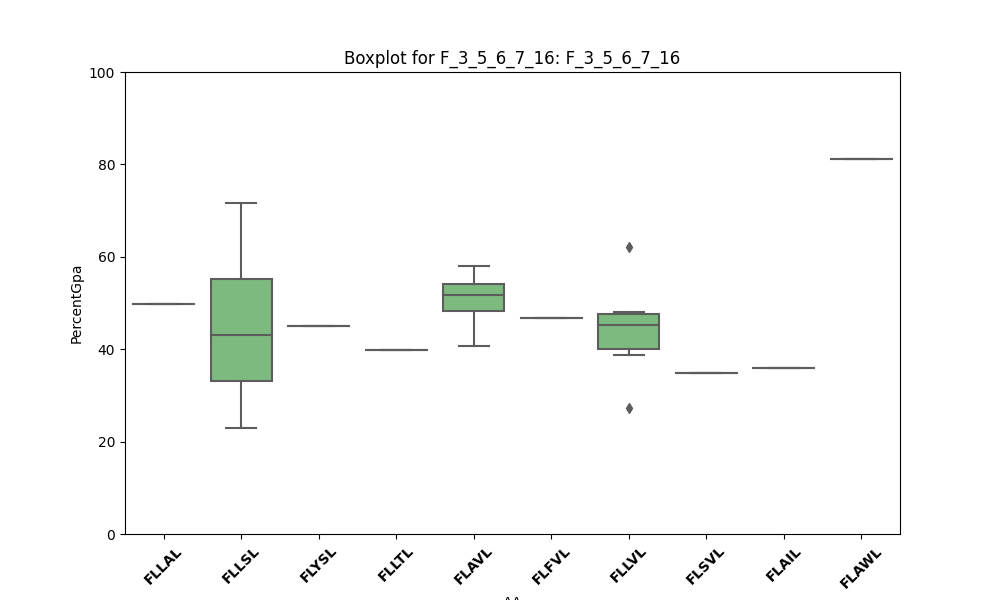 Boxplot for F_3_5_6_7_16: F_3_5_6_7_16
PercentGpa
100
80
60
40
20
0
FLLAL
FLLSL
FLYSL
FLLTL
FLAVL
FLFVL
FLLVL
FLSVL
FLAIL
FLAWL